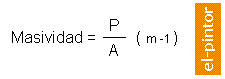 Masividad = P / A ( m -1 )
el-pintor